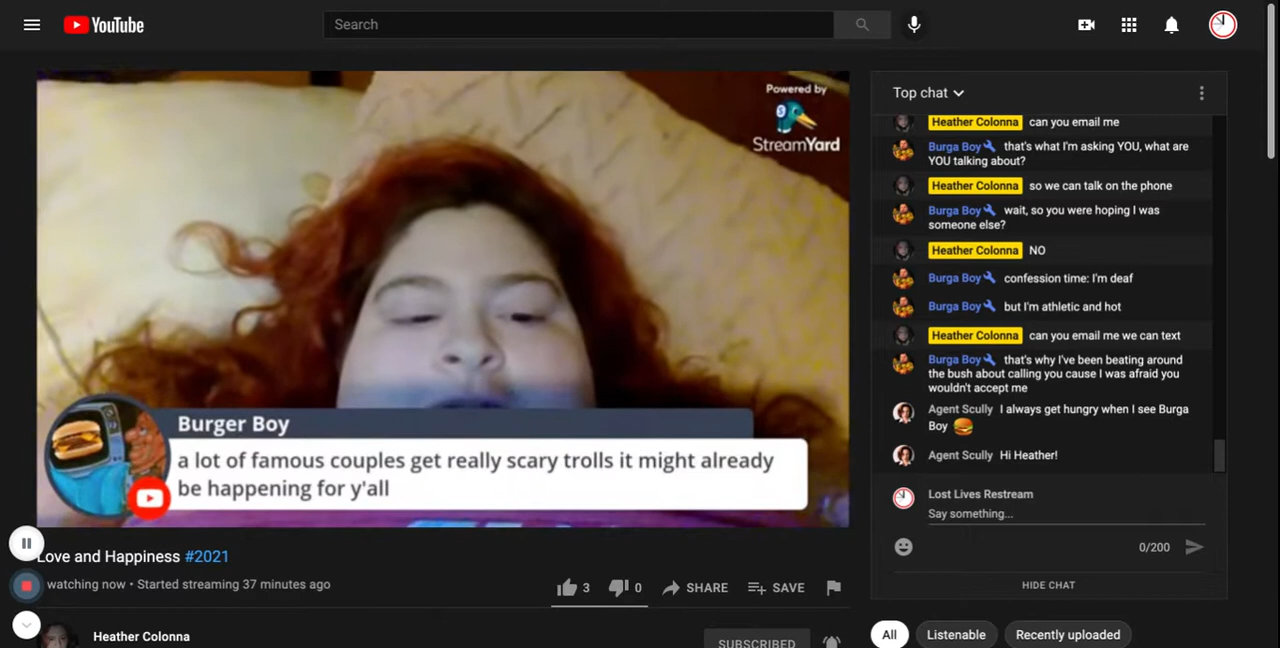 YouTube
Search
Powered by
StreamYard
Burger Boy
a lot of famous couples get really scary trolls it might already
be happening for y'all
Love and Happiness #2021
watching now • Started streaming 37 minutes ago
3
0
SHARE
SAVE
Heather Colonna
SUBSCRIBED
Top chat
Heather Colonna can you email me
Burga Boy that's what I'm asking YOU, what are
YOU talking about?
Heather Colonna so we can talk on the phone
Burga Boy wait, so you were hoping I was
someone else?
Heather Colonna NO
Burga Boy confession time: I'm deaf
Burga Boy but I'm athletic and hot
Heather Colonna can you email me we can text
Burga Boy that's why I've been beating around
the bush about calling you cause I was afraid you
wouldn't accept me
Agent Scully I always get hungry when I see Burga
Boy 🍔
Agent Scully Hi Heather!
Lost Lives Restream
Say something...
0/200
HIDE CHAT
All
Listenable
Recently uploaded